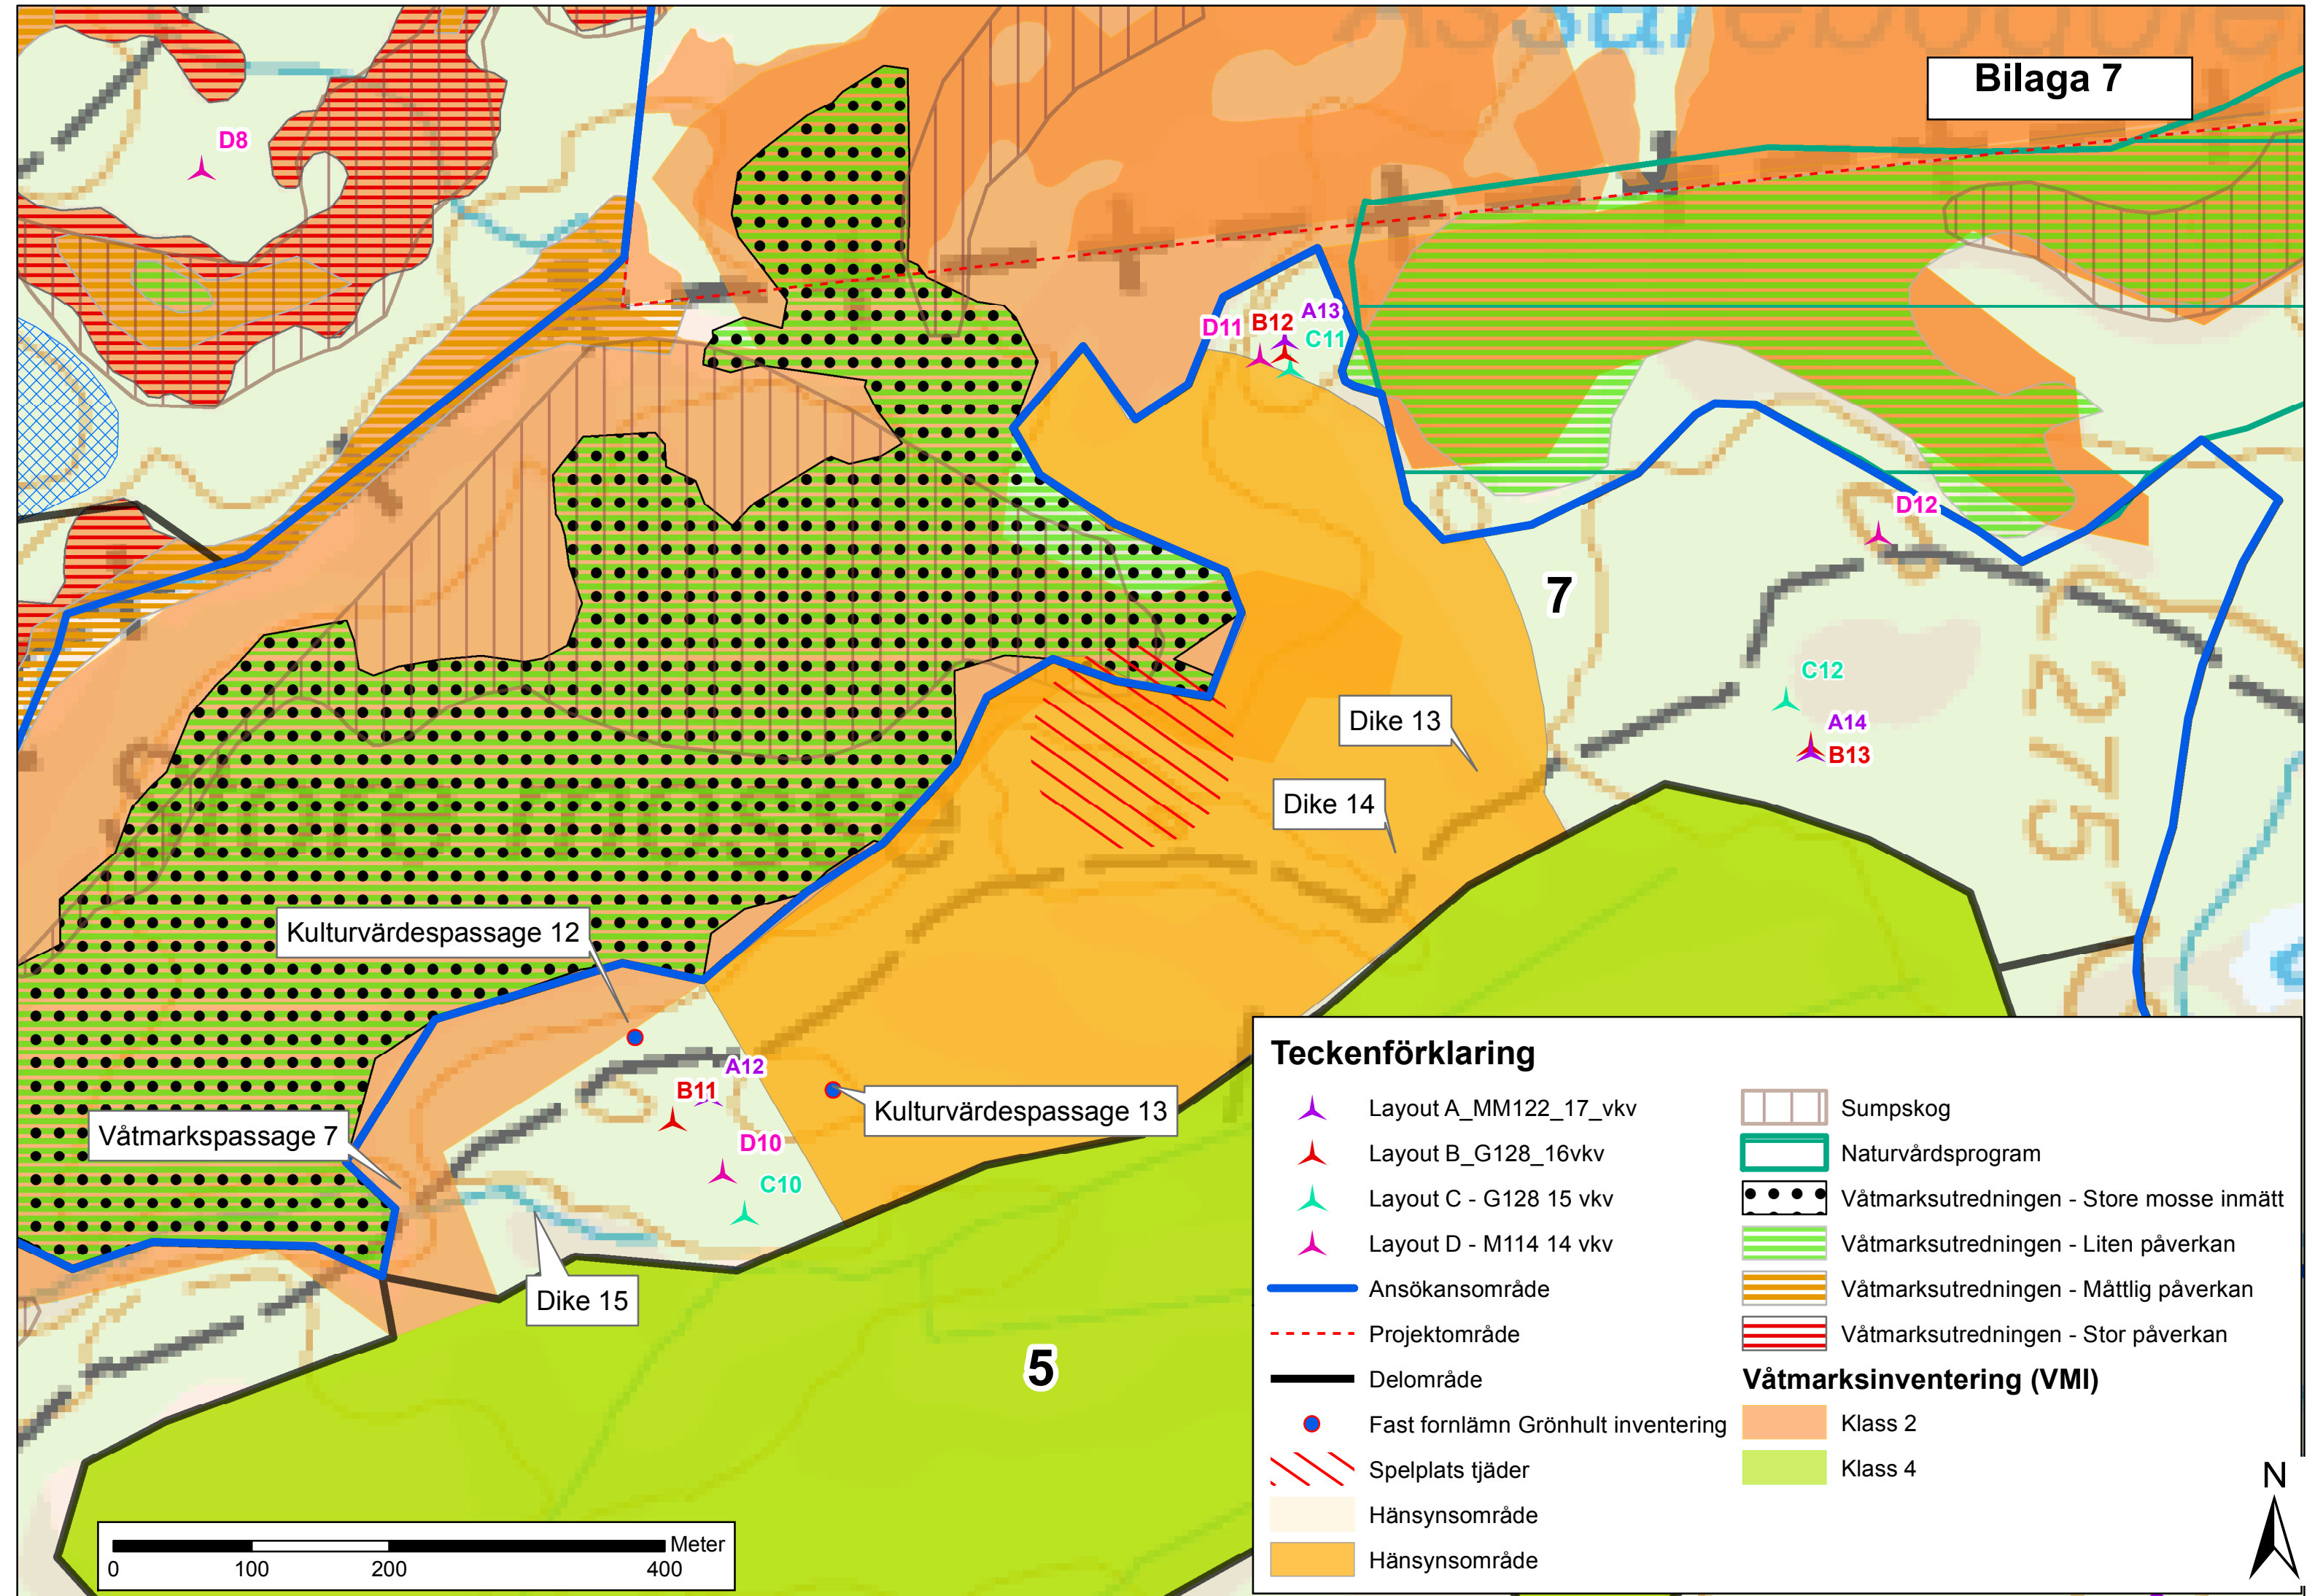 Bilaga 7
D8
D11
B12
A13
C11
D12
7
C12
A14
B13
Dike 13
Dike 14
275
Kulturvärdespassage 12
A12
B11
Kulturvärdespassage 13
Våtmarkspassage 7
D10
C10
Dike 15
5
Teckenförklaring
Layout A_MM122_17_vkv
Layout B_G128_16vkv
Layout C - G128 15 vkv
Layout D - M114 14 vkv
Ansökansområde
Projektområde
Delområde
Fast fornlämn Grönhult inventering
Spelplats tjäder
Hänsynsområde
Hänsynsområde
Sumpskog
Naturvårdsprogram
Våtmarksutredningen - Store mosse inmätt
Våtmarksutredningen - Liten påverkan
Våtmarksutredningen - Måttlig påverkan
Våtmarksutredningen - Stor påverkan
Våtmarksinventering (VMI)
Klass 2
Klass 4
N
Meter
0 100 200 400